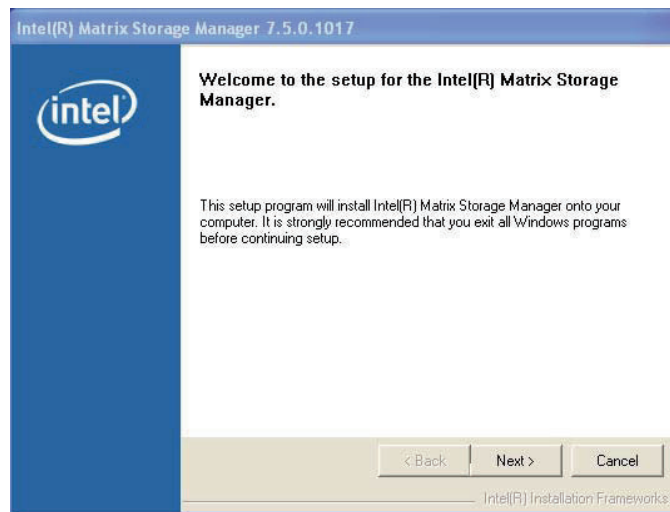 Intel(R) Matrix Storage Manager 7.5.0.1017
intel
Welcome to the setup for the Intel(R) Matrix Storage
Manager.
This setup program will install Intel(R) Matrix Storage Manager onto your
computer. It is strongly recommended that you exit all Windows programs
before continuing setup.
< Back
Next >
Cancel
Intel(R) Installation Frameworks